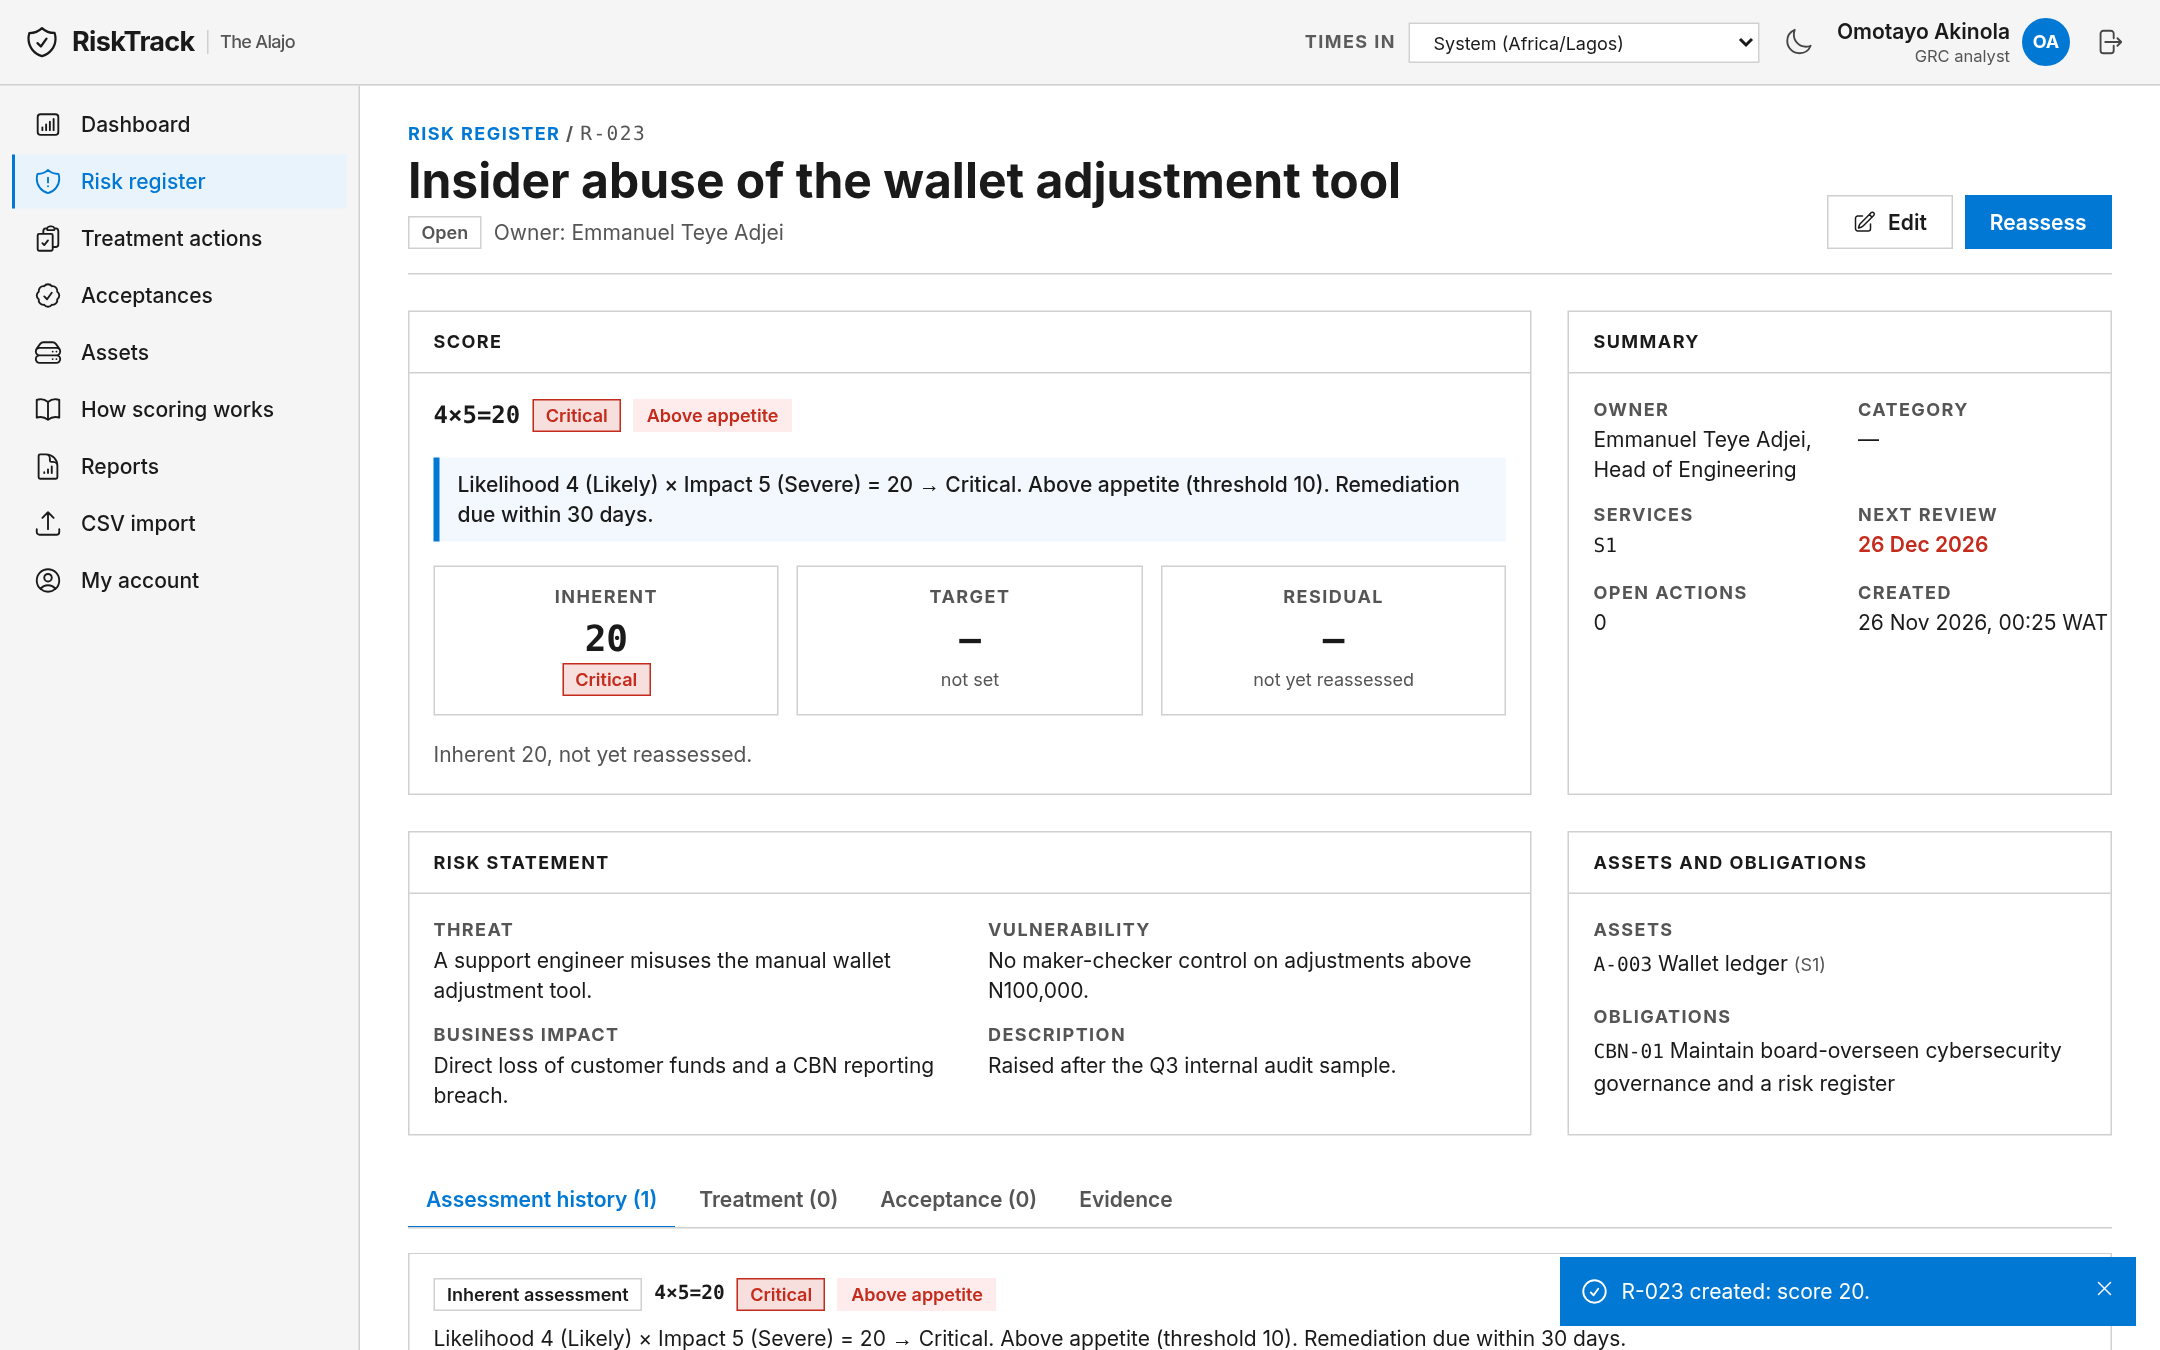 RiskTrack
The Alajo
TIMES IN
System (Africa/Lagos)
Omotayo Akinola
GRC analyst
OA
Dashboard
Risk register
Treatment actions
Acceptances
Assets
How scoring works
Reports
CSV import
My account
RISK REGISTER / R-023
Insider abuse of the wallet adjustment tool
Open
Owner: Emmanuel Teye Adjei
Edit
Reassess
SCORE
4×5=20
Critical
Above appetite
Likelihood 4 (Likely) × Impact 5 (Severe) = 20 → Critical. Above appetite (threshold 10). Remediation
due within 30 days.
INHERENT
20
Critical
TARGET
–
not set
RESIDUAL
–
not yet reassessed
Inherent 20, not yet reassessed.
SUMMARY
OWNER
Emmanuel Teye Adjei,
Head of Engineering
CATEGORY
—
SERVICES
S1
NEXT REVIEW
26 Dec 2026
OPEN ACTIONS
0
CREATED
26 Nov 2026, 00:25 WAT
RISK STATEMENT
THREAT
A support engineer misuses the manual wallet
adjustment tool.
VULNERABILITY
No maker-checker control on adjustments above
N100,000.
BUSINESS IMPACT
Direct loss of customer funds and a CBN reporting
breach.
DESCRIPTION
Raised after the Q3 internal audit sample.
ASSETS AND OBLIGATIONS
ASSETS
A-003 Wallet ledger (S1)
OBLIGATIONS
CBN-01 Maintain board-overseen cybersecurity
governance and a risk register
Assessment history (1)
Treatment (0)
Acceptance (0)
Evidence
Inherent assessment
4×5=20
Critical
Above appetite
Likelihood 4 (Likely) × Impact 5 (Severe) = 20 → Critical. Above appetite (threshold 10). Remediation due within 30 days.
R-023 created: score 20.